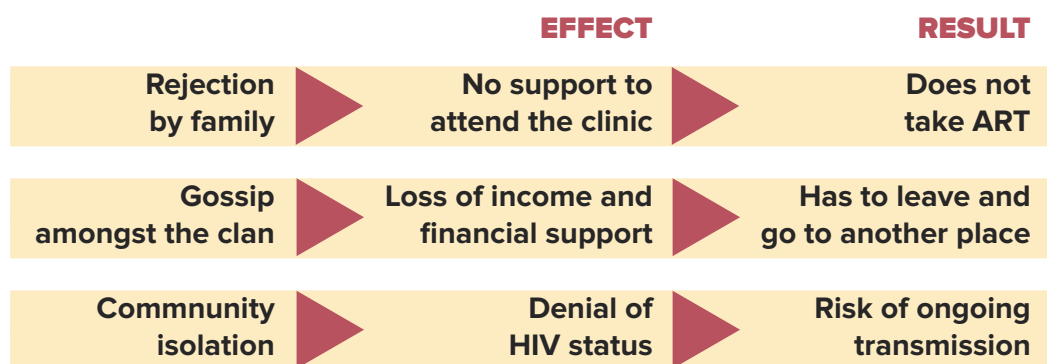 EFFECT RESULT
Rejection by family No support to attend the clinic Does not take ART
Gossip amongst the clan Loss of income and financial support Has to leave and go to another place
Commnunity isolation Denial of HIV status Risk of ongoing transmission